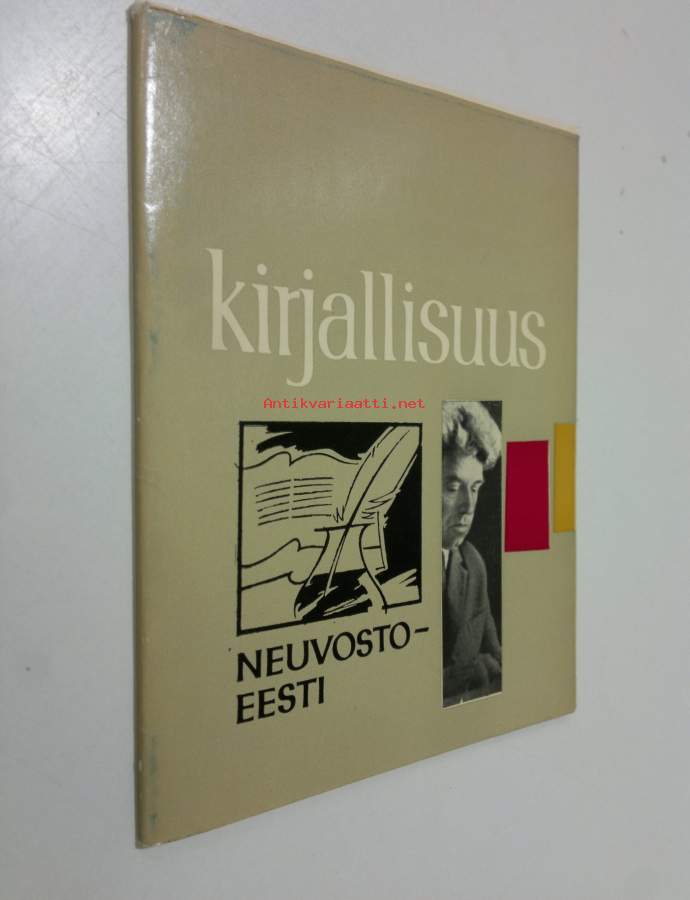 kirjallisuus
Antikvariaatti.net
NEUVOSTO-
EESTI